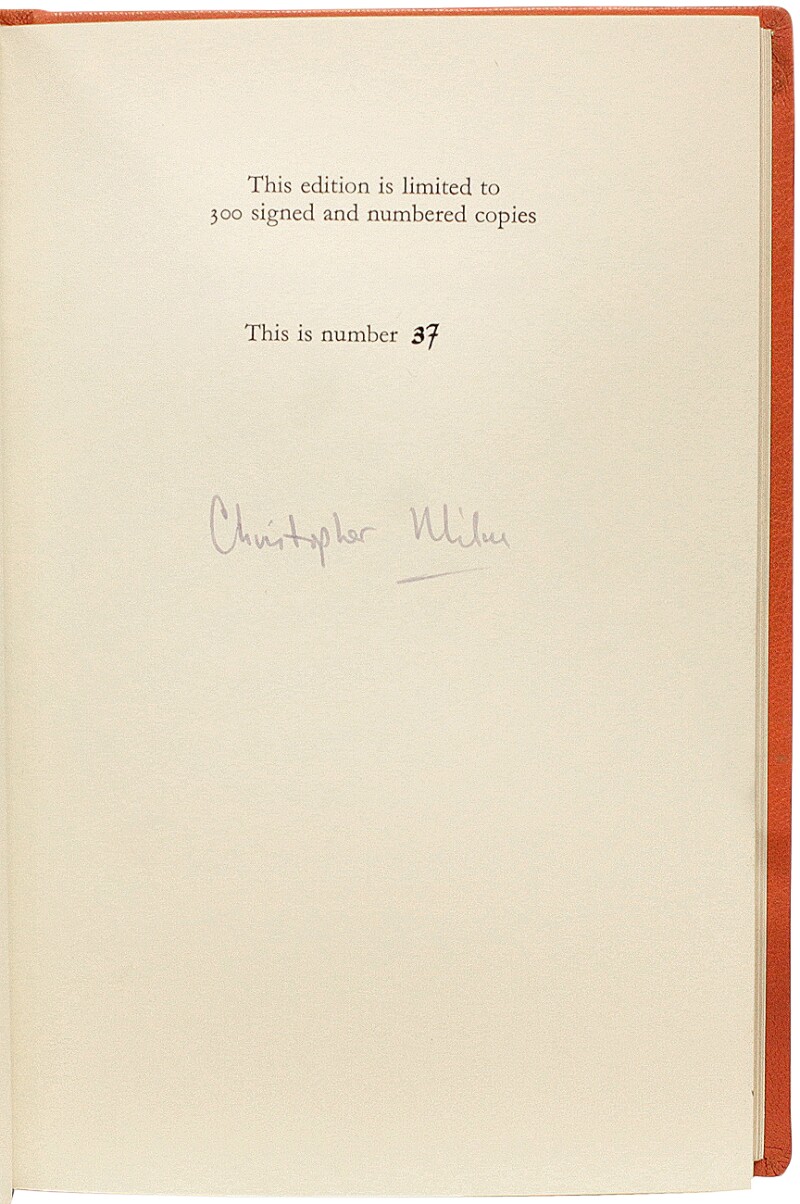 This edition is limited to
300 signed and numbered copies
This is number 37
Christopher Milne